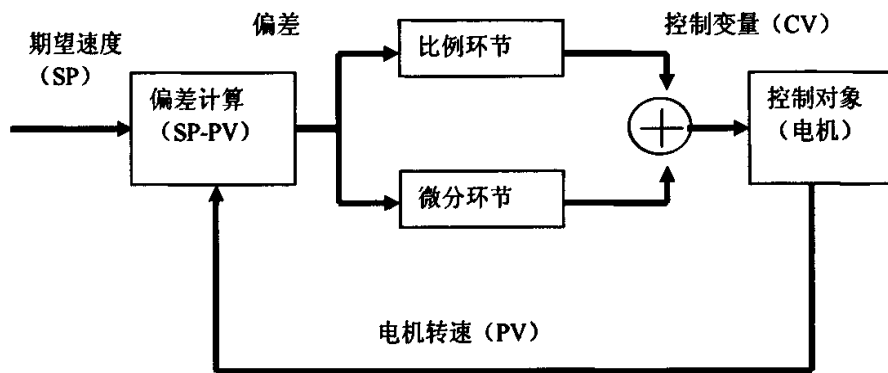 期望速度
（SP）
偏差
偏差计算
（SP-PV）
比例环节
微分环节
控制变量（CV）
控制对象
（电机）
电机转速（PV）